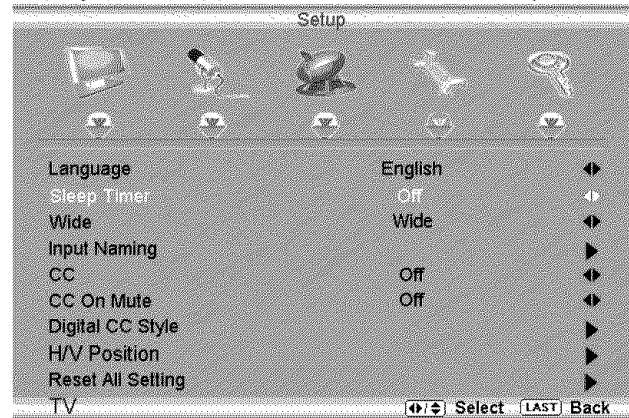 Setup
Language English
Sleep Timer Off
Wide Wide
Input Naming
CC Off
CC On Mute Off
Digital CC Style
H/V Position
Reset All Setting
TV Select LAST Back